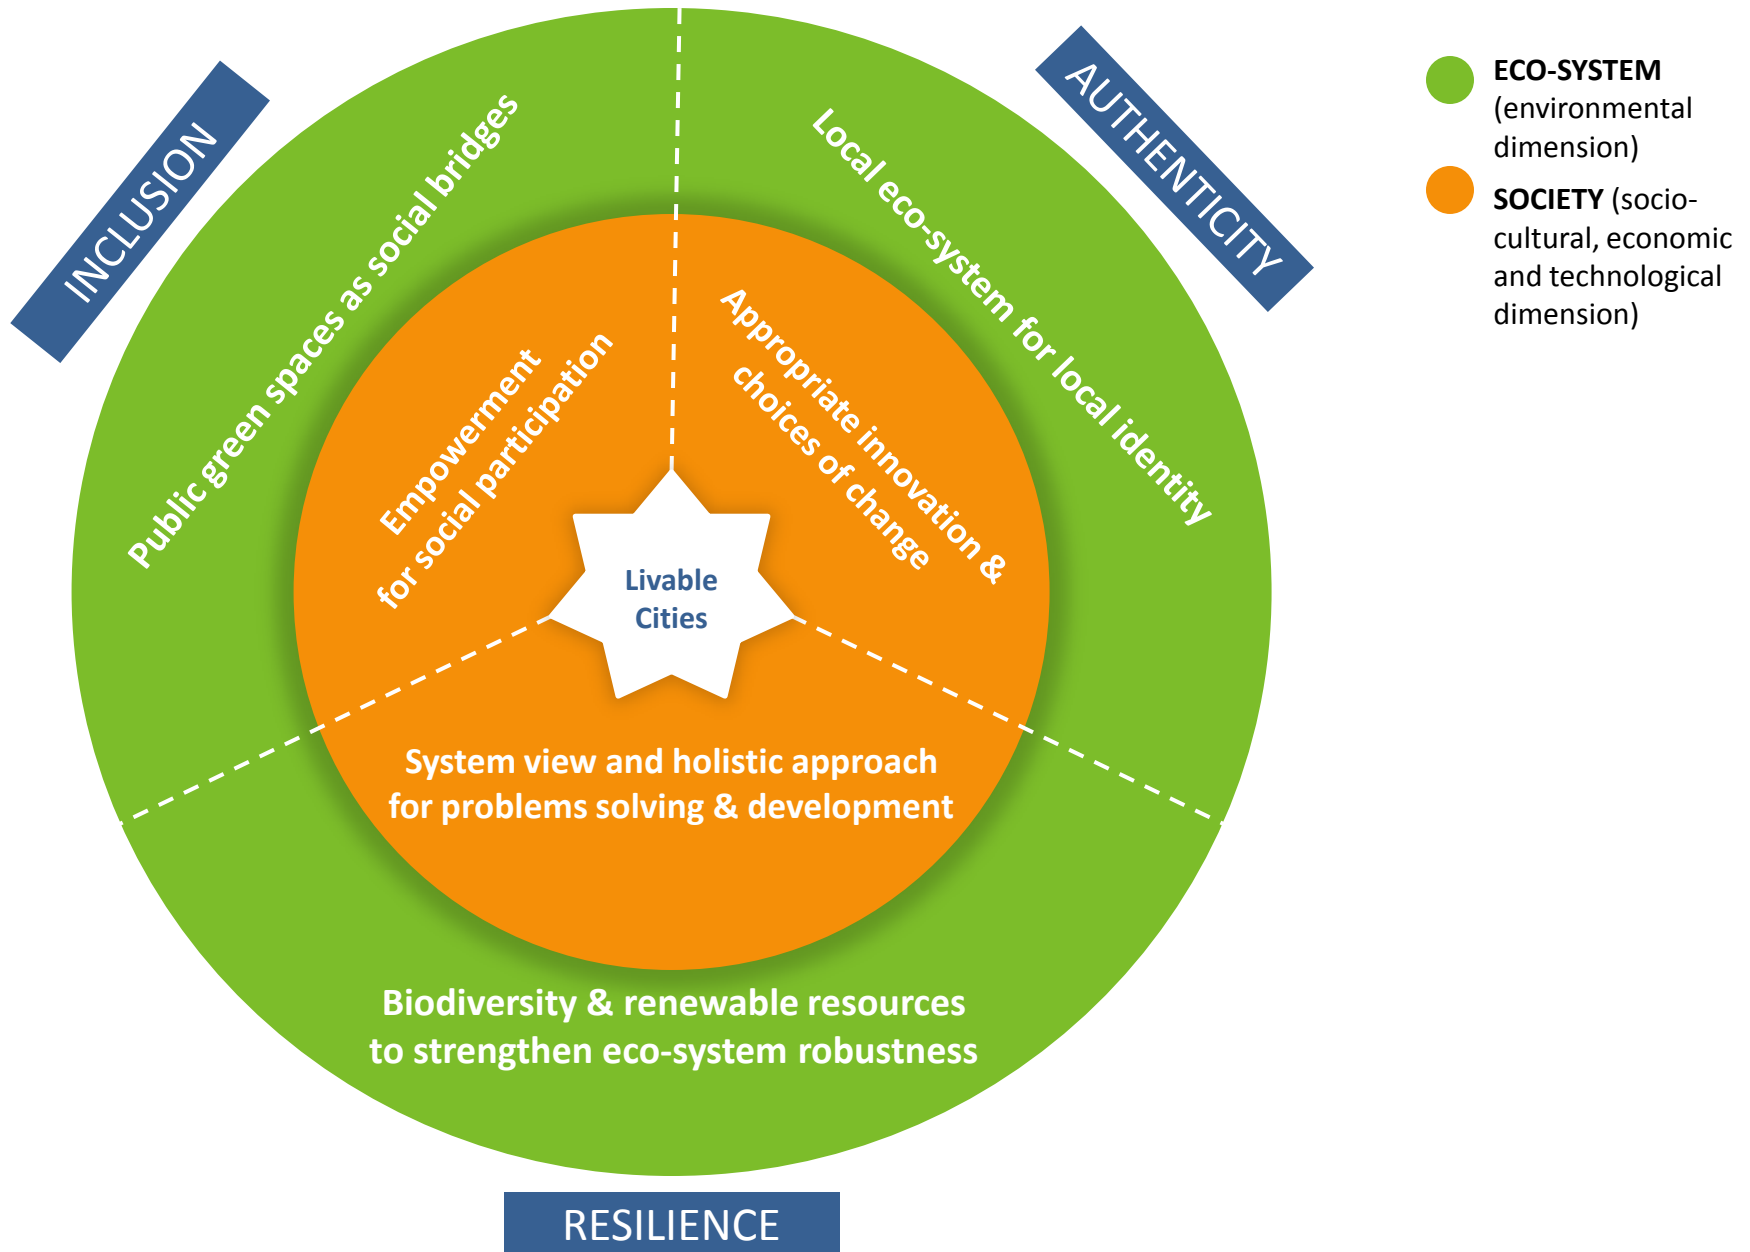 INCLUSION
AUTHENTICITY
Public green spaces as social bridges
Local eco-system for local identity
Empowerment
for social participation
Appropriate innovation &
choices of change
Livable
Cities
System view and holistic approach
for problems solving & development
Biodiversity & renewable resources
to strengthen eco-system robustness
RESILIENCE
ECO-SYSTEM
(environmental
dimension)
SOCIETY (socio-
cultural, economic
and technological
dimension)